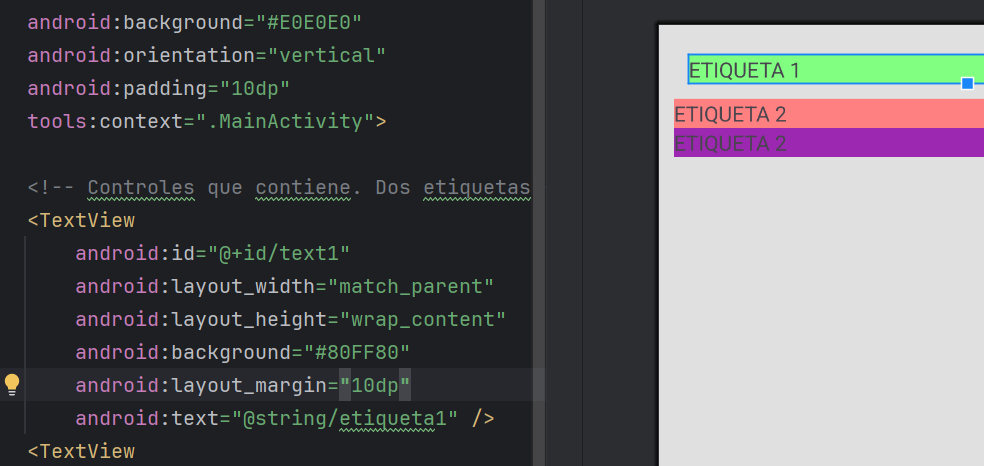 android:background="#E0E0E0"
android:orientation="vertical"
android:padding="10dp"
tools:context=".MainActivity">
<!-- Controles que contiene. Dos etiquetas
<TextView
android:id="@+id/text1"
android:layout_width="match_parent"
android:layout_height="wrap_content"
android:background="#80FF80"
android:layout_margin="10dp"
android:text="@string/etiqueta1" />
<TextView
ETIQUETA 1
ETIQUETA 2
ETIQUETA 2